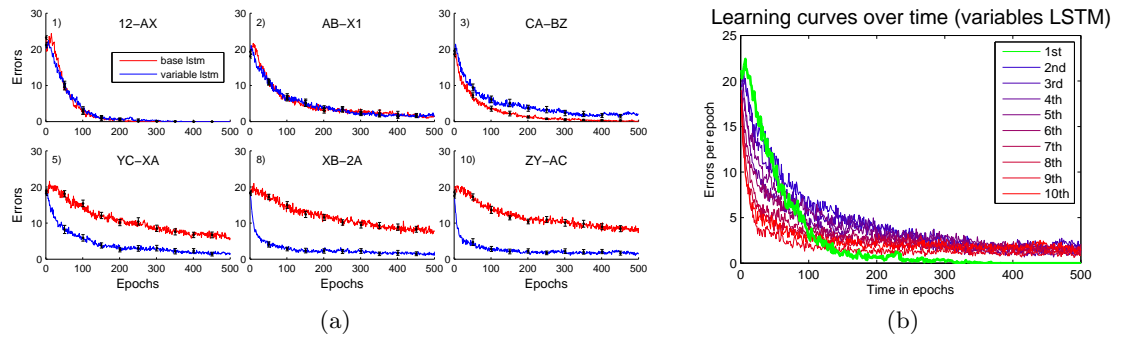 1) 12−AX
2) AB−X1
3) CA−BZ
Errors
30
20
10
0
base lstm
variable lstm
0 100 200 300 400 500
30
20
10
0
0 100 200 300 400 500
30
20
10
0
0 100 200 300 400 500
5) YC−XA
8) XB−2A
10) ZY−AC
Errors
30
20
10
0
0 100 200 300 400 500
Epochs
30
20
10
0
0 100 200 300 400 500
Epochs
30
20
10
0
0 100 200 300 400 500
Epochs
(a)
Learning curves over time (variables LSTM)
Errors per epoch
25
20
15
10
5
0
1st
2nd
3rd
4th
5th
6th
7th
8th
9th
10th
0 100 200 300 400 500
Time in epochs
(b)